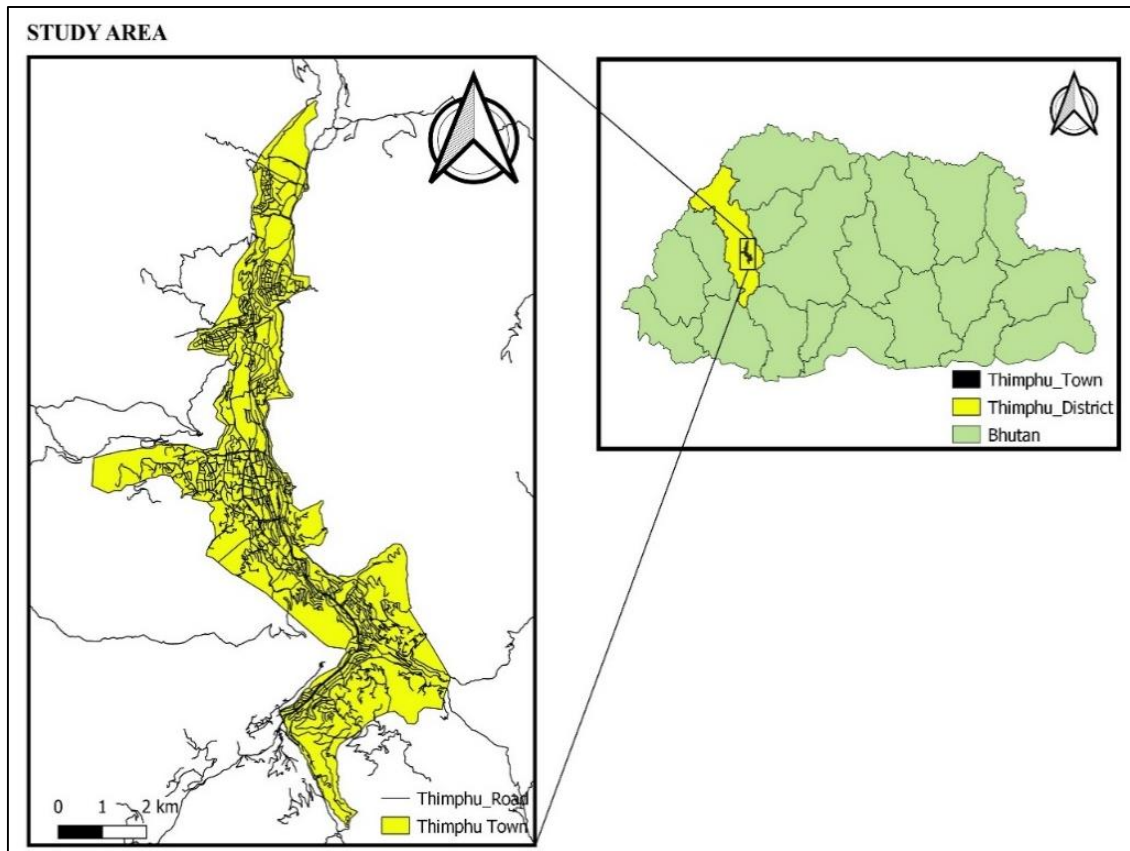 STUDY AREA
Thimphu_Town
Thimphu_District
Bhutan
Thimphu_Road
Thimphu Town
0 1 2 km